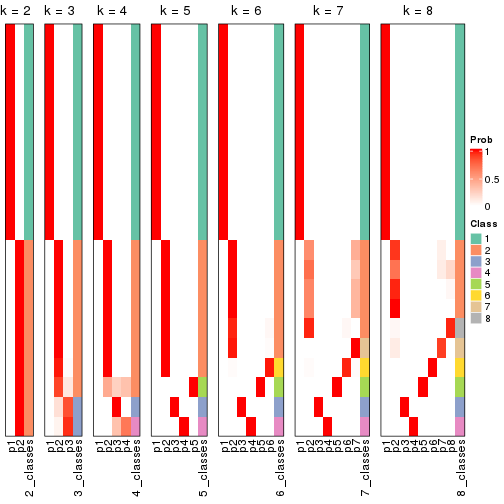 k = 2 k = 3 k = 4 k = 5 k = 6 k = 7 k = 8
Prob
1
0.5
0
Class
1
2
3
4
5
6
7
8
p1 p2 2_classes p1 p2 p3 3_classes p1 p2 p3 p4 4_classes p1 p2 p3 p4 p5 5_classes p1 p2 p3 p4 p5 p6 6_classes p1 p2 p3 p4 p5 p6 p7 7_classes p1 p2 p3 p4 p5 p6 p7 p8 8_classes